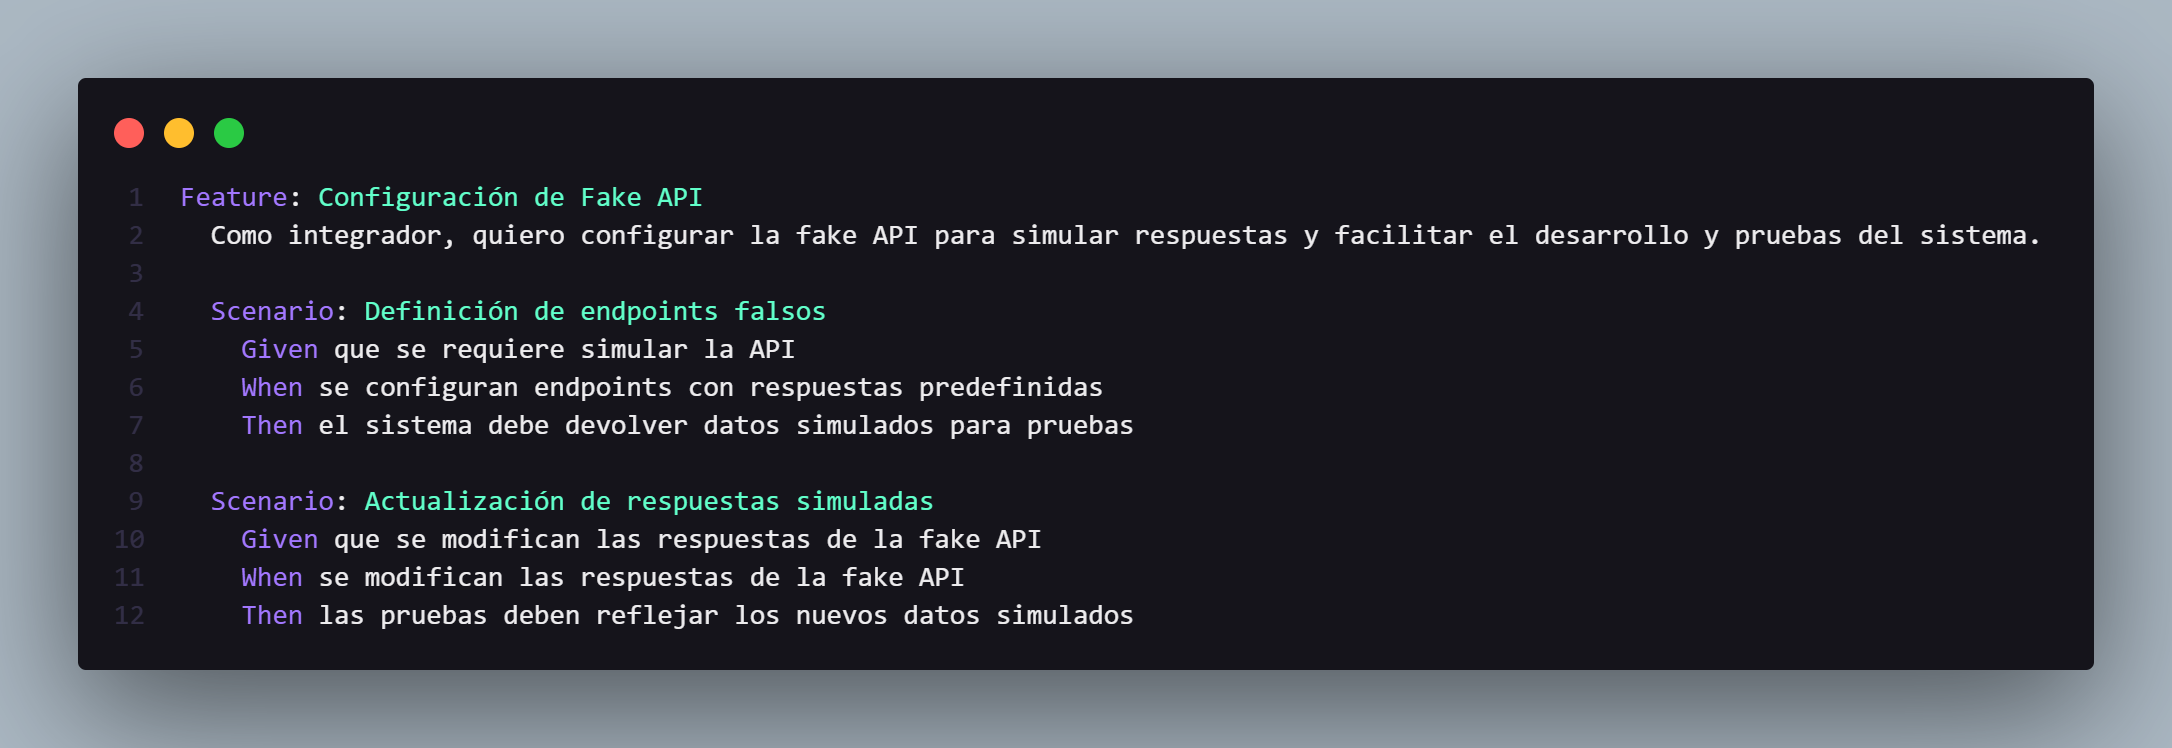 1 Feature: Configuración de Fake API
2 Como integrador, quiero configurar la fake API para simular respuestas y facilitar el desarrollo y pruebas del sistema.
3
4 Scenario: Definición de endpoints falsos
5 Given que se requiere simular la API
6 When se configuran endpoints con respuestas predefinidas
7 Then el sistema debe devolver datos simulados para pruebas
8
9 Scenario: Actualización de respuestas simuladas
10 Given que se modifican las respuestas de la fake API
11 When se modifican las respuestas de la fake API
12 Then las pruebas deben reflejar los nuevos datos simulados